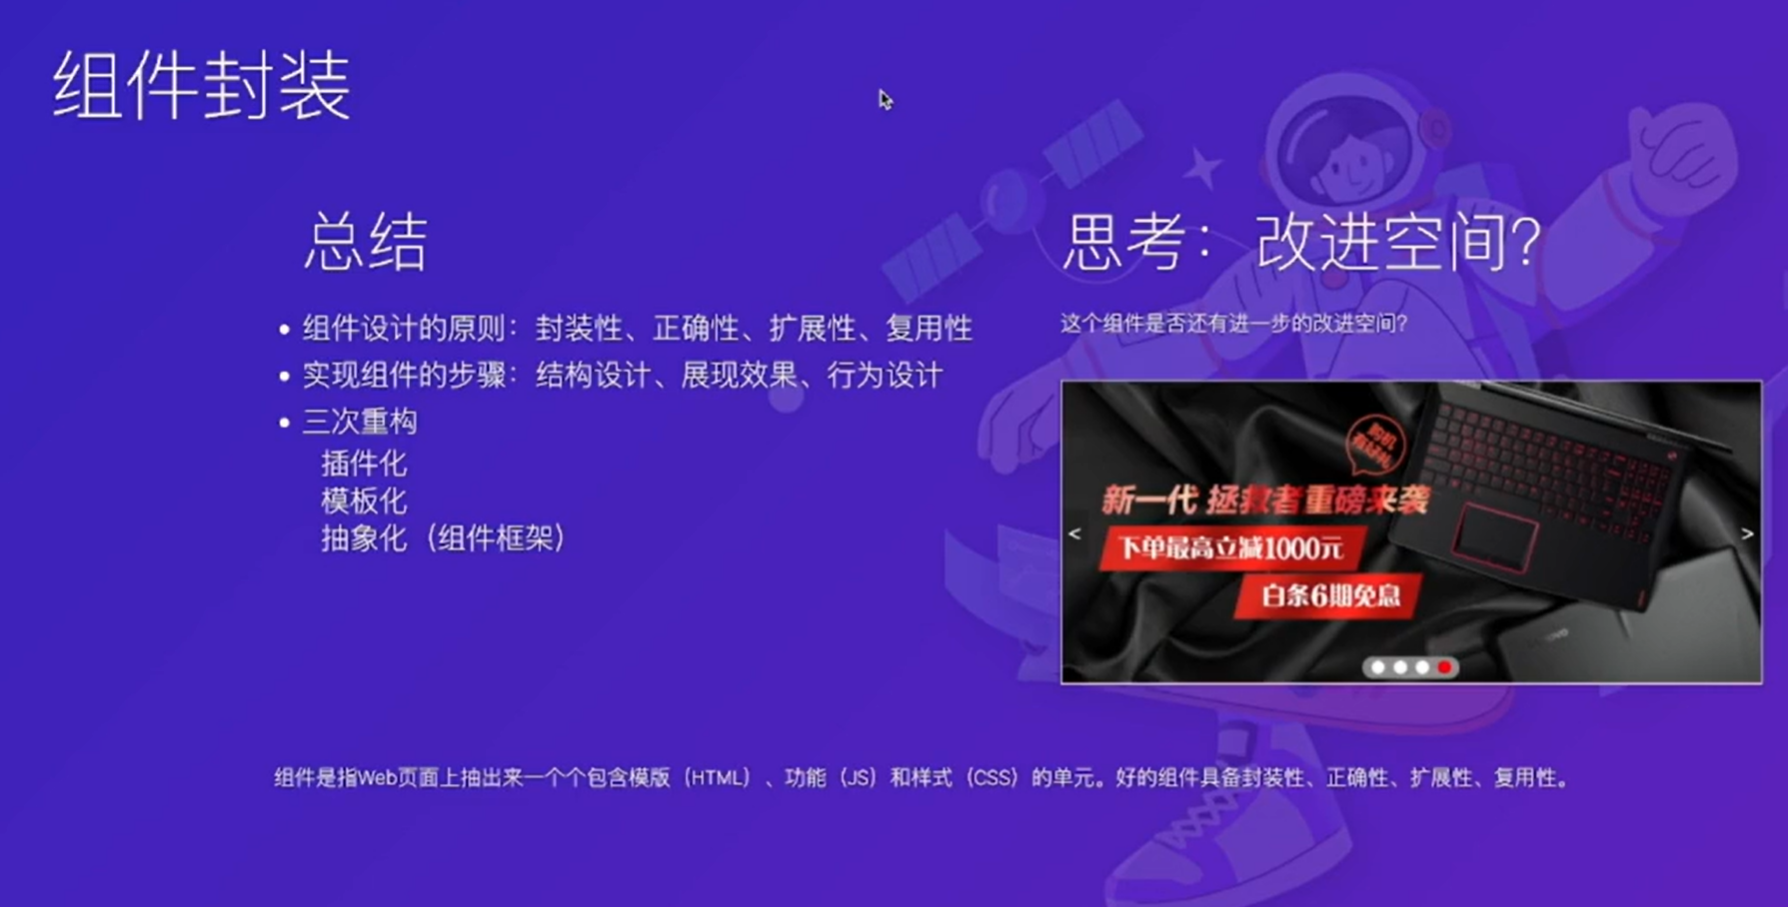 组件封装
总结
组件设计的原则：封装性、正确性、扩展性、复用性
实现组件的步骤：结构设计、展现效果、行为设计
三次重构
插件化
模板化
抽象化（组件框架）
思考：改进空间？
这个组件是否还有进一步的改进空间？
新一代 拯救者重磅来袭
<
>
下单最高立减1000元
白条6期免息
组件是指Web页面上抽出来一个个包含模版（HTML）、功能（JS）和样式（CSS）的单元。好的组件具备封装性、正确性、扩展性、复用性。